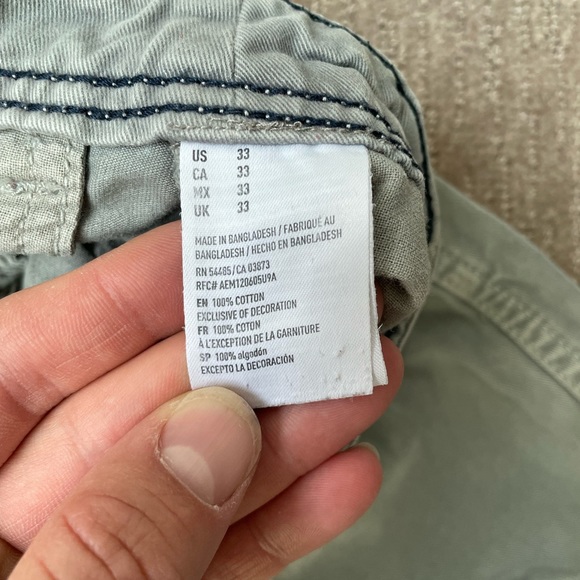 US 33
CA 33
MX 33
UK 33
MADE IN BANGLADESH / FABRIQUÉ AU
BANGLADESH / HECHO EN BANGLADESH
RN 54485/CA 03873
RFC# AEM120605U9A
EN 100% COTTON
EXCLUSIVE OF DECORATION
FR 100% COTON
À L'EXCEPTION DE LA GARNITURE
SP 100% algodón
EXCEPTO LA DECORACIÓN